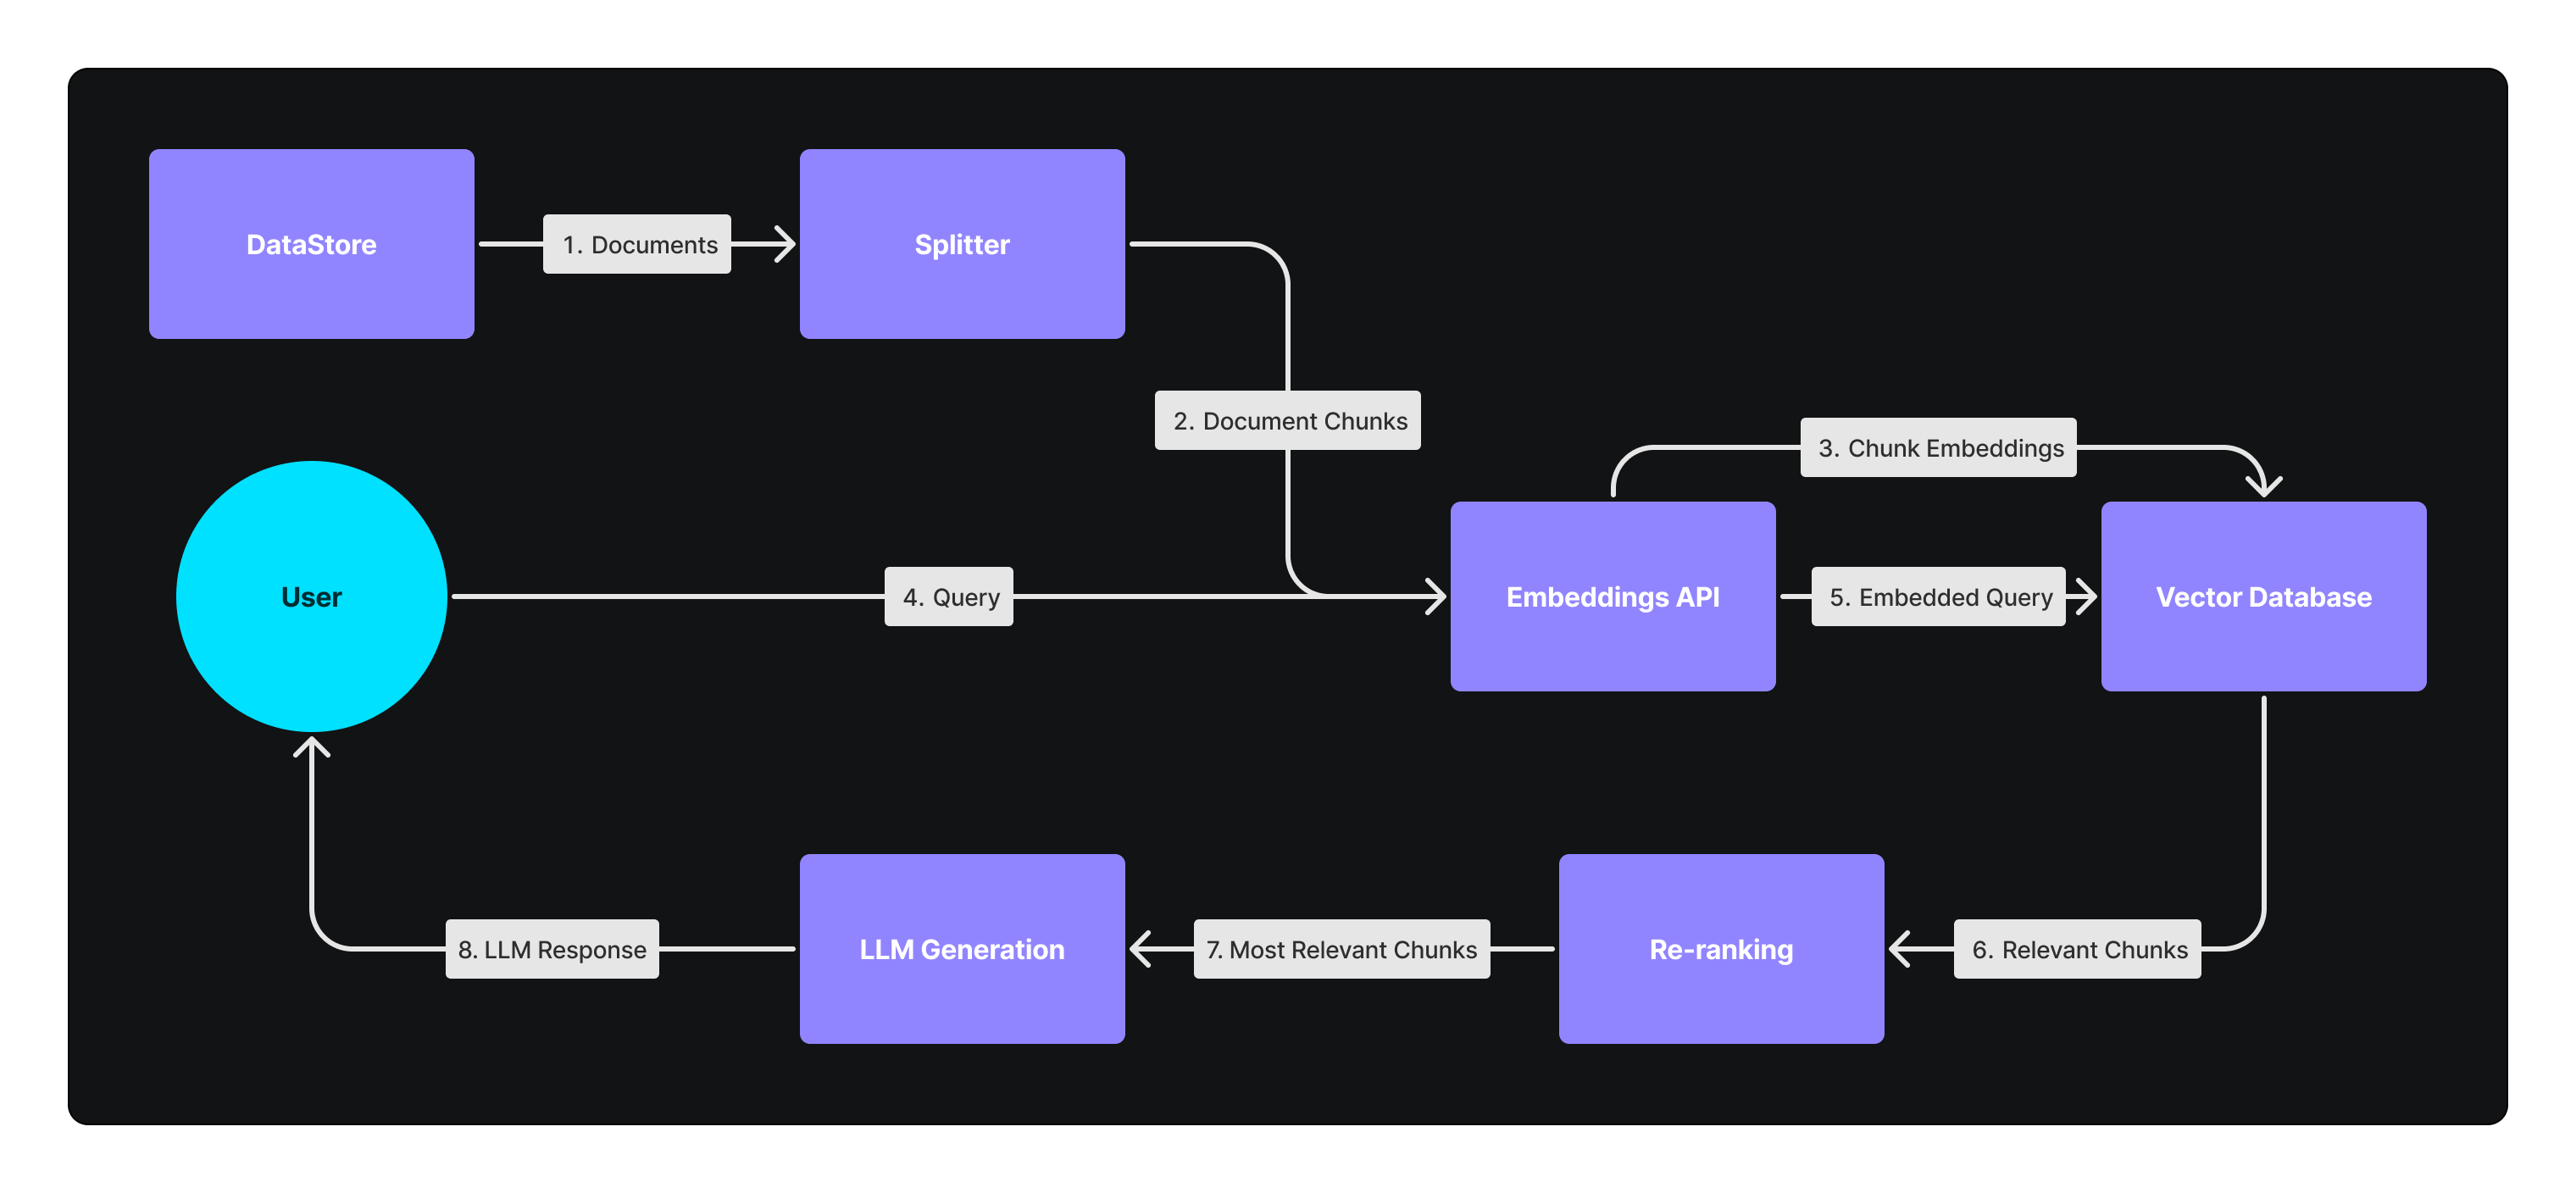 DataStore
1. Documents
Splitter
2. Document Chunks
3. Chunk Embeddings
User
4. Query
Embeddings API
5. Embedded Query
Vector Database
8. LLM Response
LLM Generation
7. Most Relevant Chunks
Re-ranking
6. Relevant Chunks